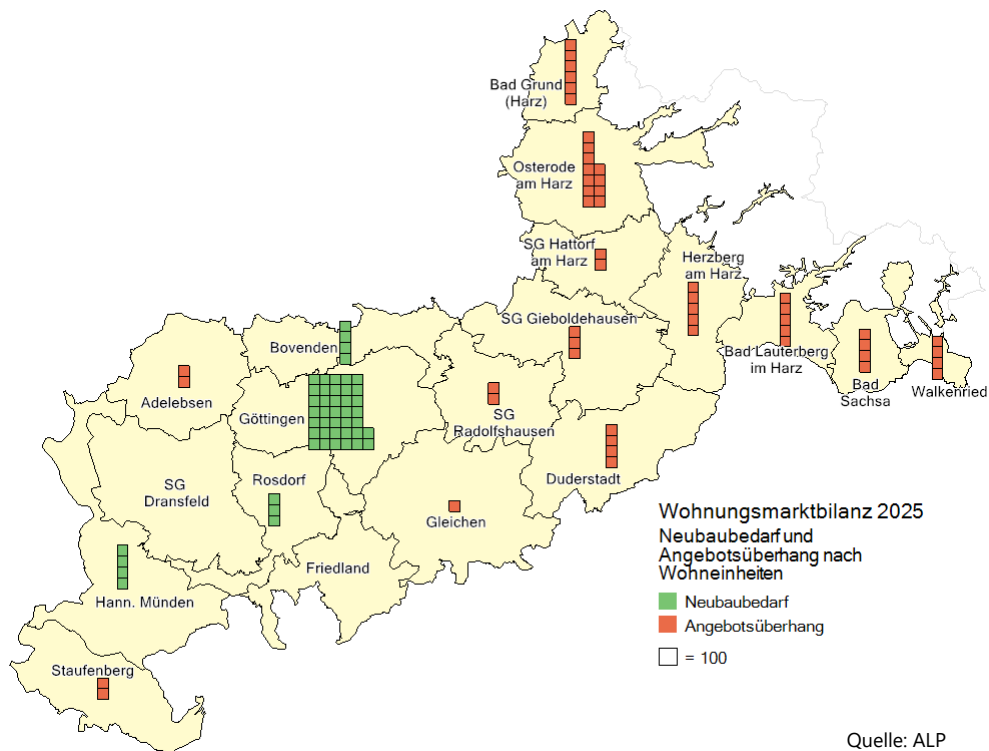 Bad Grund
(Harz)
Osterode
am Harz
SG Hattorf
am Harz
Herzberg
am Harz
SG Gieboldehausen
Bad Lauterberg
im Harz
Bad
Sachsa
Walkenried
Bovenden
Adelebsen
Göttingen
SG
Radolfshausen
Duderstadt
SG
Dransfeld
Rosdorf
Gleichen
Friedland
Hann. Münden
Staufenberg
Wohnungsmarktbilanz 2025
Neubaubedarf und
Angebotsüberhang nach
Wohneinheiten
Neubaubedarf
Angebotsüberhang
= 100
Quelle: ALP